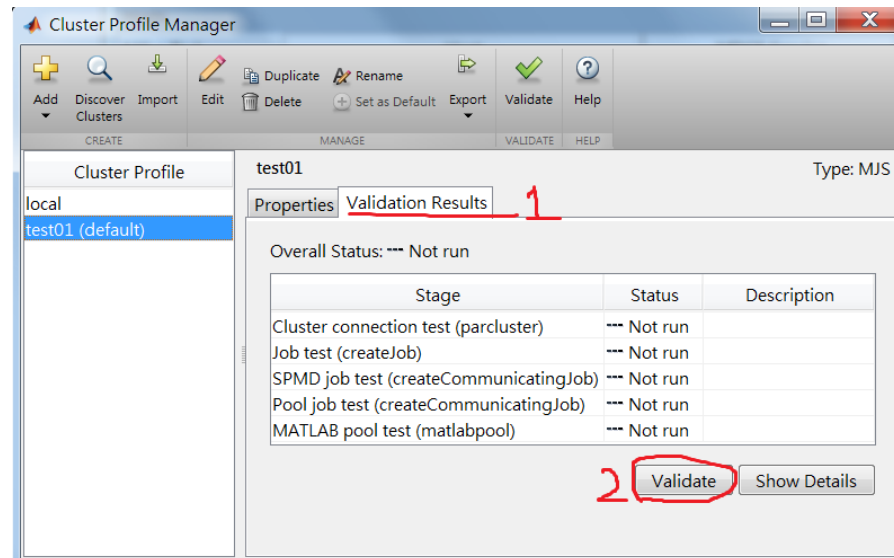 Cluster Profile Manager
Add Discover Clusters Import Edit Duplicate Rename Delete Set as Default Export Validate Help
CREATE MANAGE VALIDATE HELP
Cluster Profile
local
test01 (default)
test01 Type: MJS
Properties Validation Results 1
Overall Status: --- Not run
Stage Status Description
Cluster connection test (parcluster) --- Not run
Job test (createJob) --- Not run
SPMD job test (createCommunicatingJob) --- Not run
Pool job test (createCommunicatingJob) --- Not run
MATLAB pool test (matlabpool) --- Not run
2 Validate Show Details